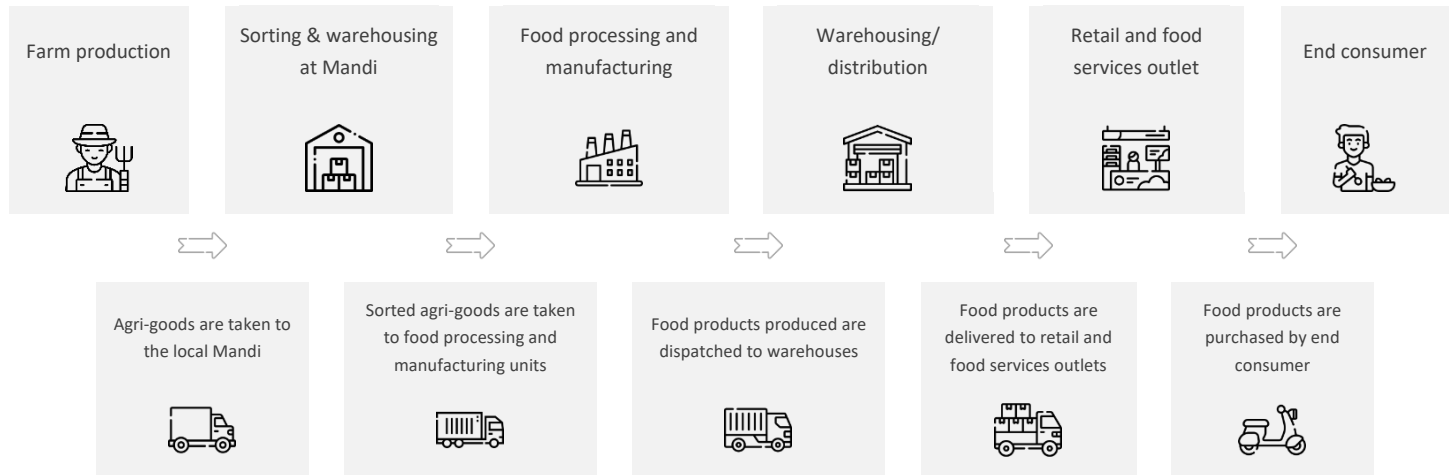 Farm production
Sorting & warehousing
at Mandi
Food processing and
manufacturing
Warehousing/
distribution
Retail and food
services outlet
End consumer
Agri-goods are taken to
the local Mandi
Sorted agri-goods are taken
to food processing and
manufacturing units
Food products produced are
dispatched to warehouses
Food products are
delivered to retail and
food services outlets
Food products are
purchased by end
consumer